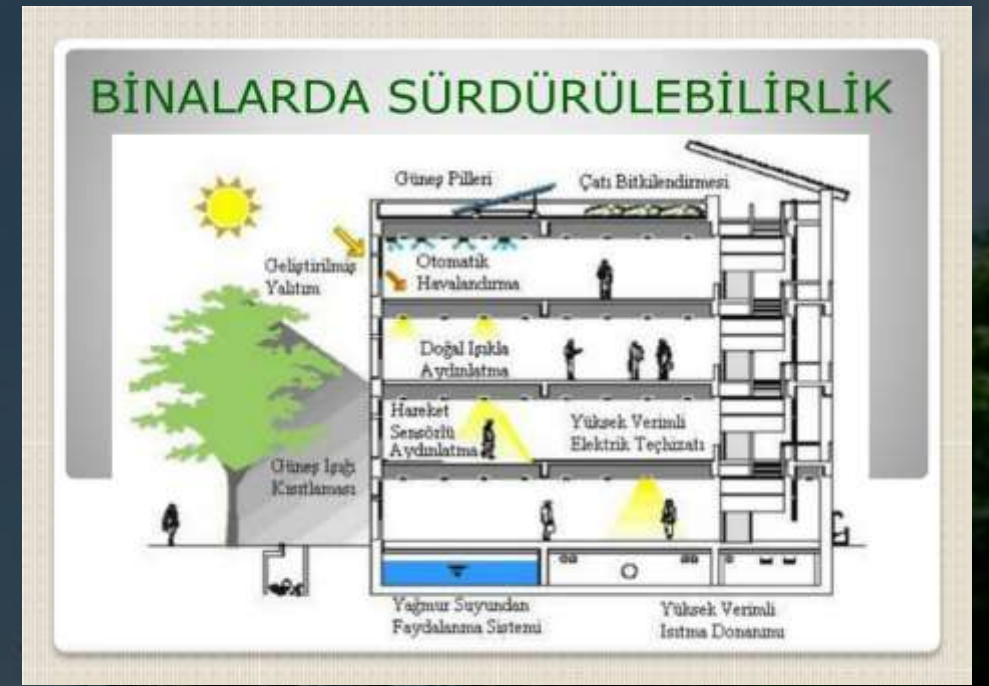 BİNALARDA SÜRDÜRÜLEBİLİRLİK
Güneş Pilleri
Çatı Bitkilendirmesi
Geliştirilmiş
Yalıtım
Otomatik
Havalandırma
Doğal Işıkla
Aydınlatma
Hareket
Sensörlü
Aydınlatma
Yüksek Verimli
Elektrik Teçhizatı
Güneş Işığı
Kısıtlaması
Yağmur Suyundan
Faydalanma Sistemi
Yüksek Verimli
Isıtma Donanımı